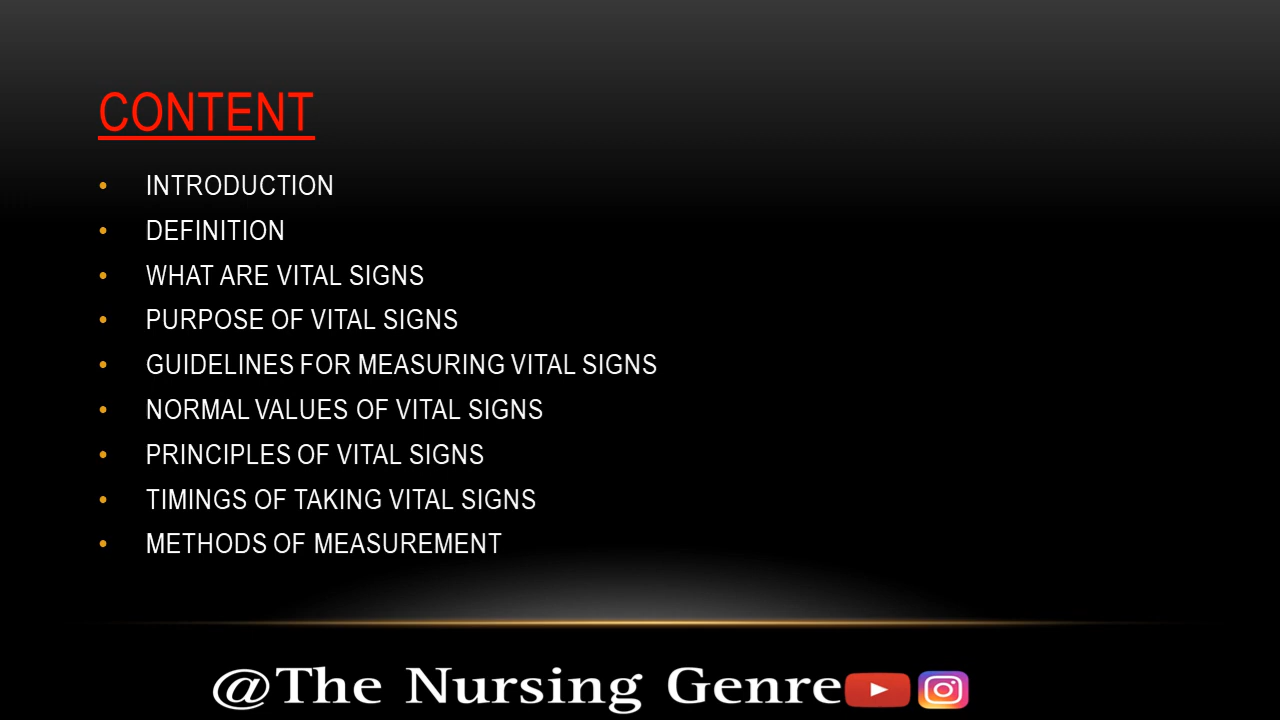 CONTENT
• INTRODUCTION
• DEFINITION
• WHAT ARE VITAL SIGNS
• PURPOSE OF VITAL SIGNS
• GUIDELINES FOR MEASURING VITAL SIGNS
• NORMAL VALUES OF VITAL SIGNS
• PRINCIPLES OF VITAL SIGNS
• TIMINGS OF TAKING VITAL SIGNS
• METHODS OF MEASUREMENT
@The Nursing Genre